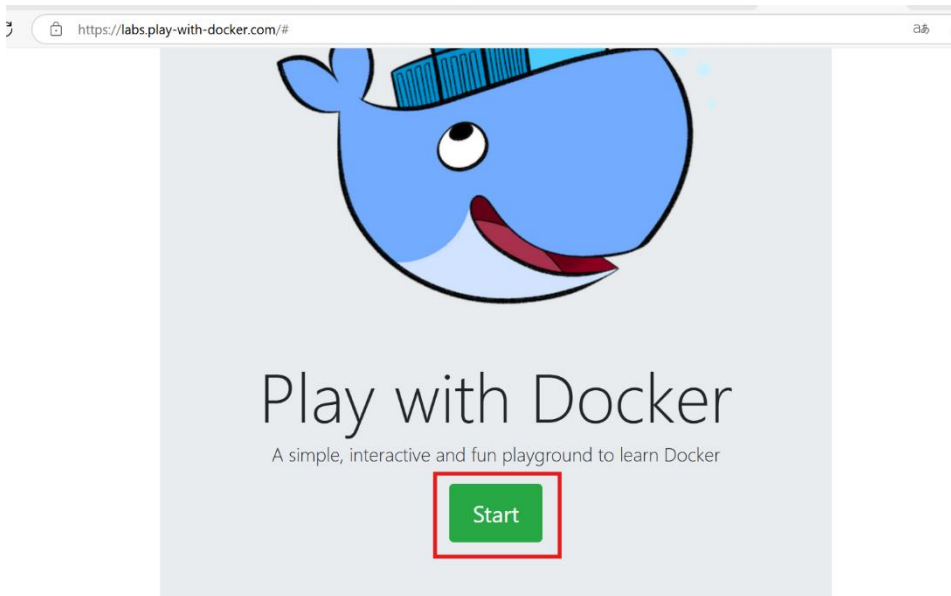 https://labs.play-with-docker.com/#
aあ
Play with Docker
A simple, interactive and fun playground to learn Docker
Start